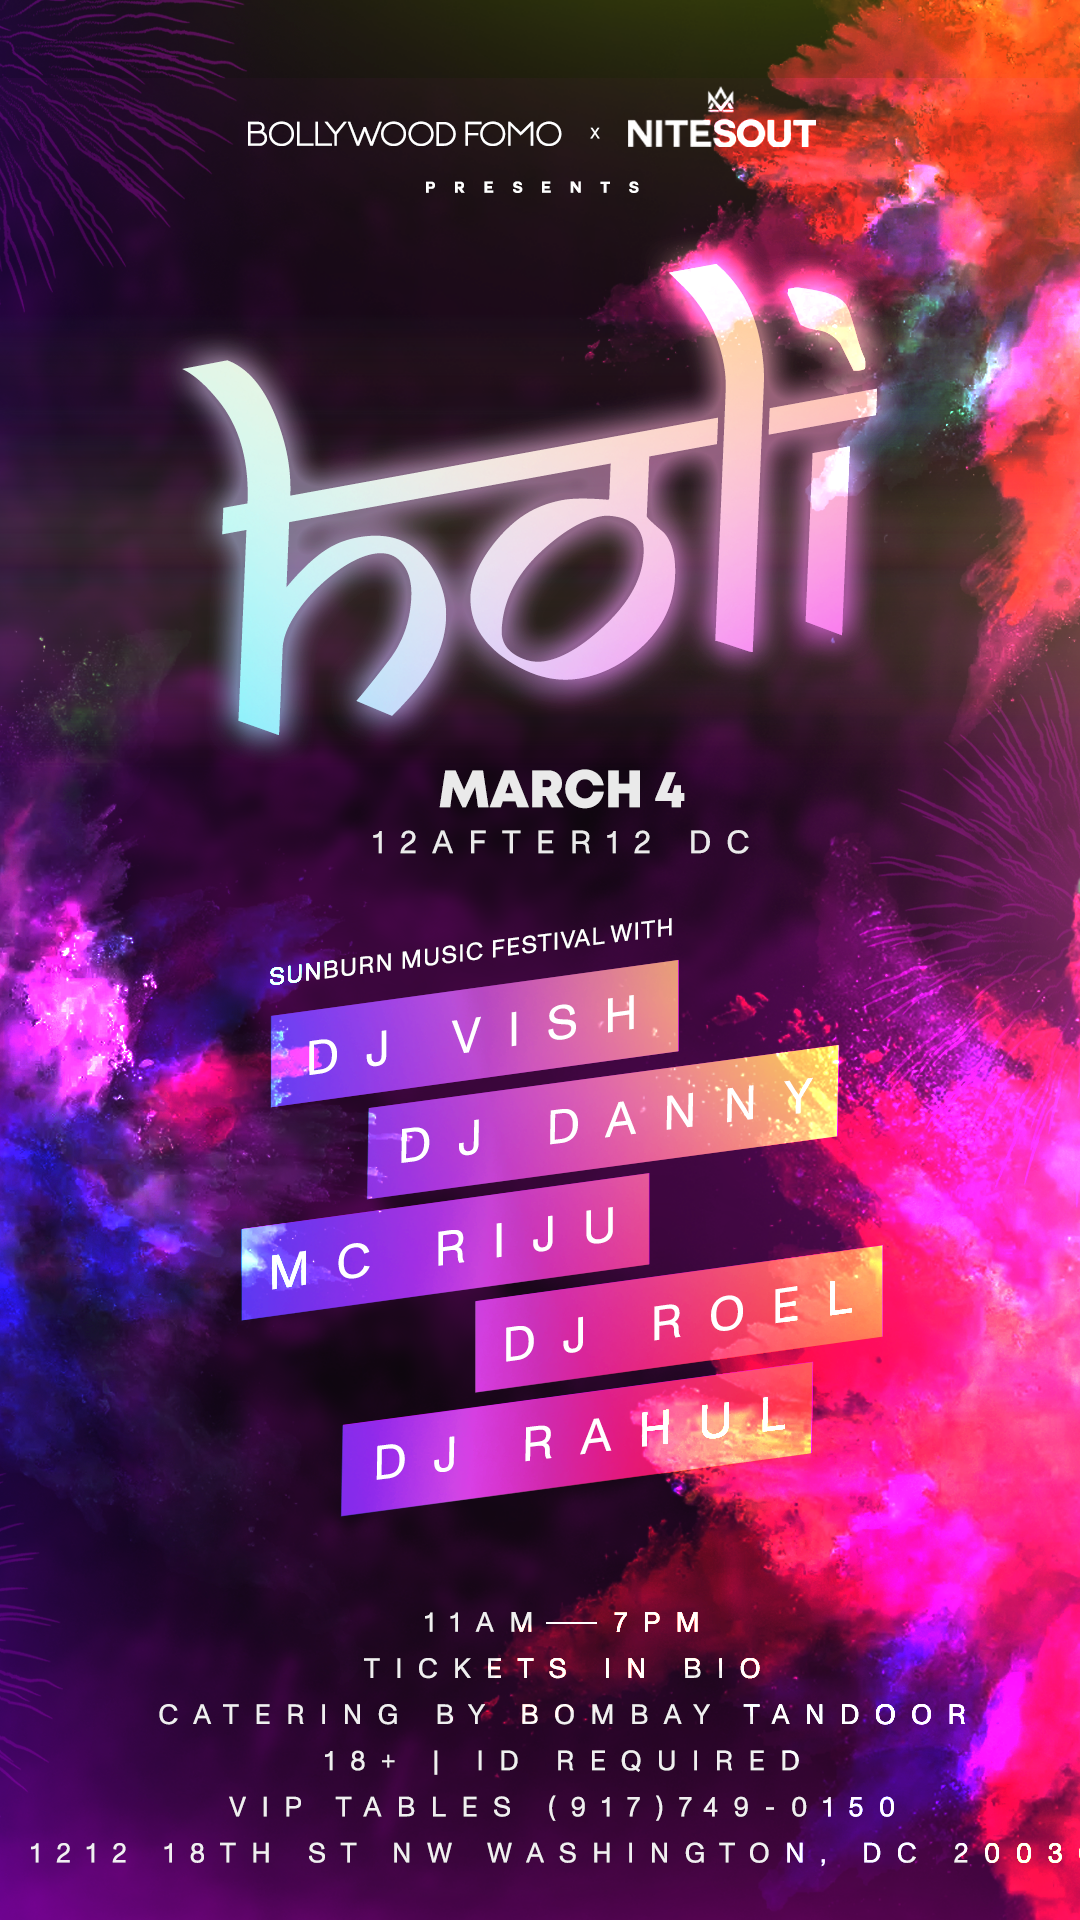 BOLLYWOOD FOMO x NITESOUT
PRESENTS
holi
MARCH 4
12AFTER12 DC
SUNBURN MUSIC FESTIVAL WITH
DJ VISH
DJ DANNY
MC RIJU
DJ ROEL
DJ RAHUL
11AM — 7PM
TICKETS IN BIO
CATERING BY BOMBAY TANDOOR
18+ | ID REQUIRED
VIP TABLES (917)749-0150
1212 18TH ST NW WASHINGTON, DC